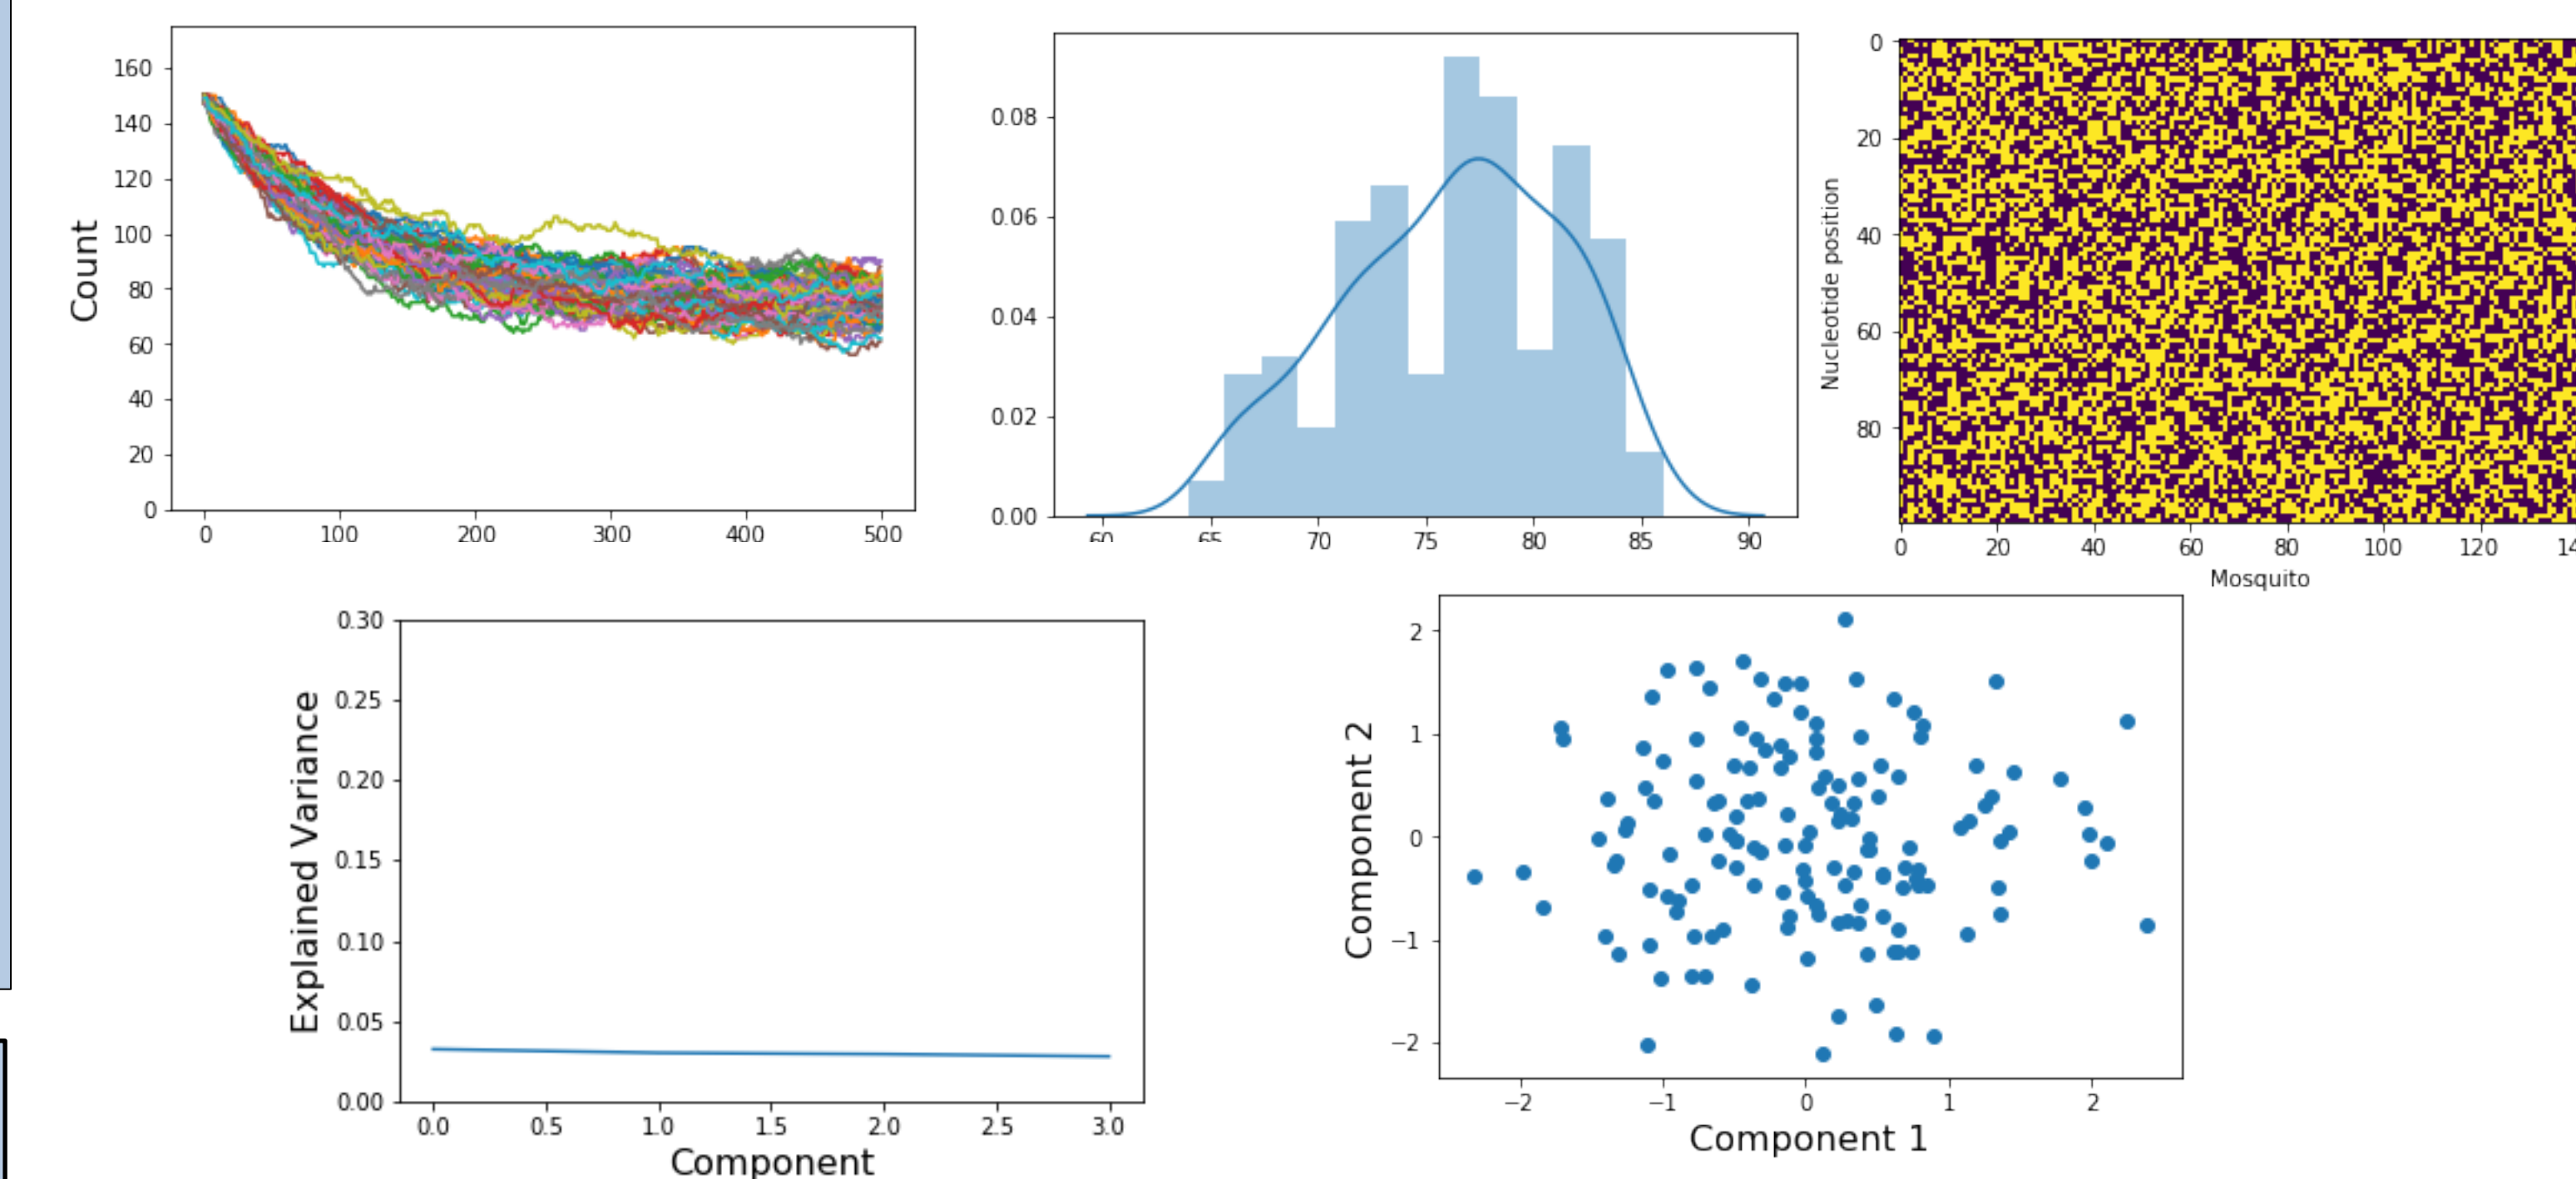 160
140
120
100
80
60
40
20
0
Count
0 100 200 300 400 500
0.08
0.06
0.04
0.02
0.00
60 65 70 75 80 85 90
0
20
40
60
80
Nucleotide position
0 20 40 60 80 100 120
Mosquito
0.30
0.25
0.20
0.15
0.10
0.05
0.00
Explained Variance
0.0 0.5 1.0 1.5 2.0 2.5 3.0
Component
2
1
0
−1
−2
Component 2
−2 −1 0 1 2
Component 1